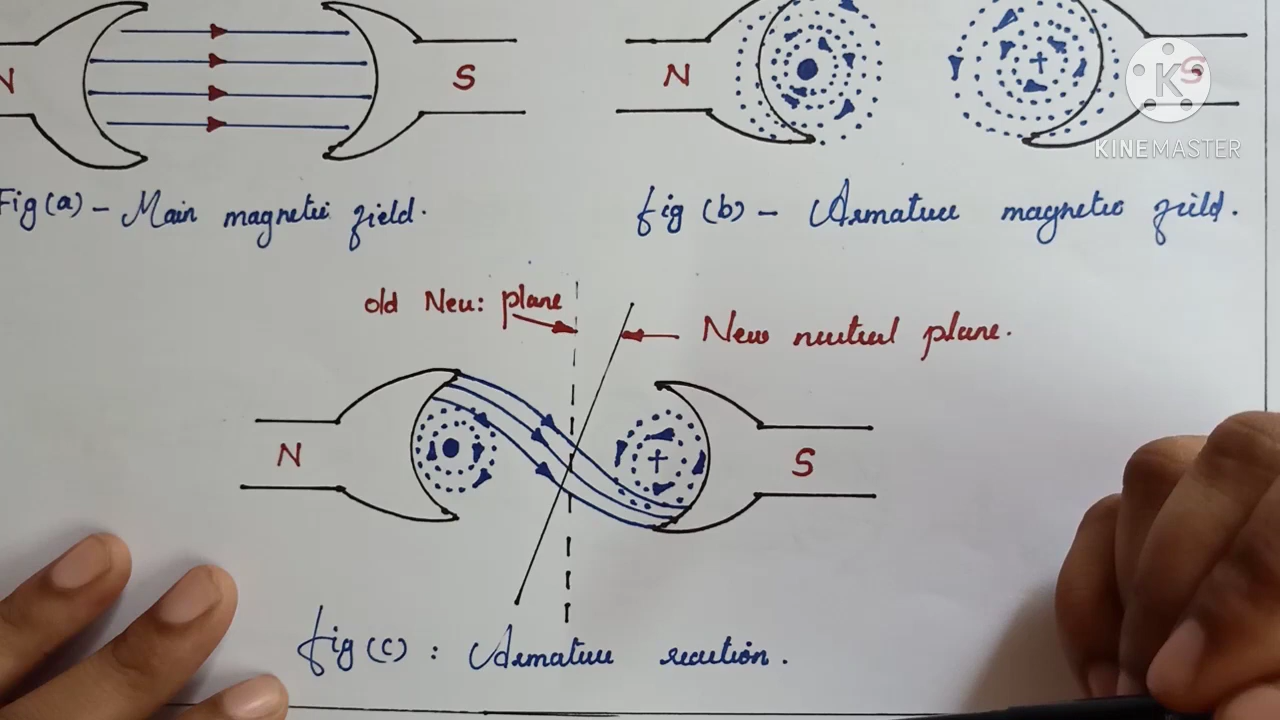 N
S
N
S
KINEMASTER
Fig (a) - Main magnetic field.
fig (b) - Armature magnetic field.
old Neu: plane
New neutral plane.
N
S
fig (c) : Armature reaction.